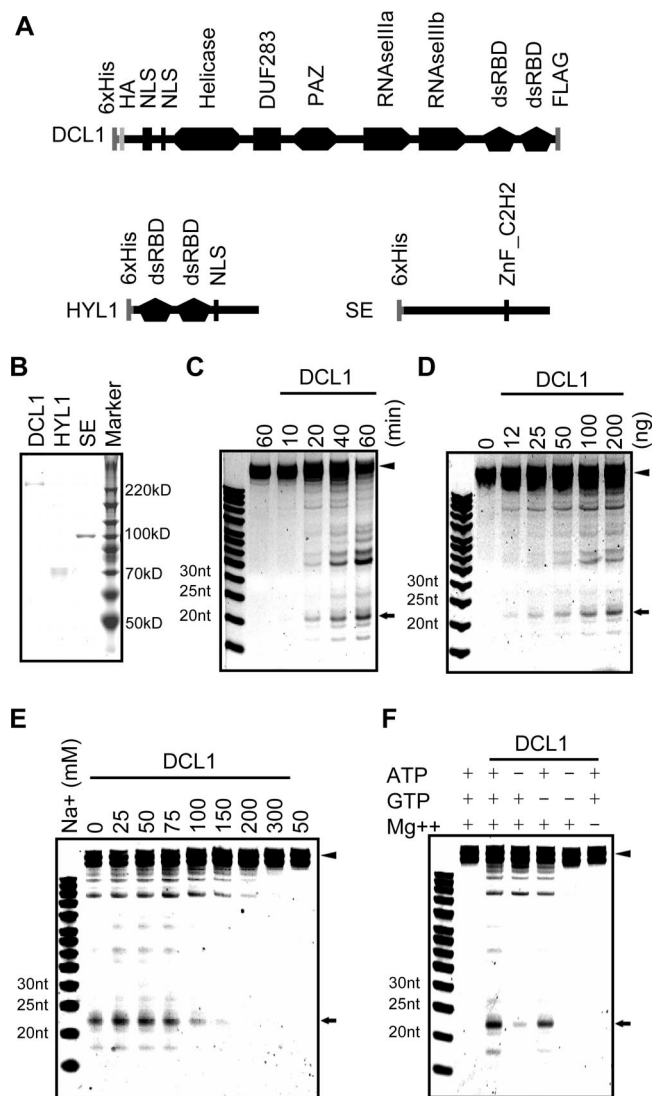 A
6xHis HA NLS NLS Helicase DUF283 PAZ RNAseIIIa RNAseIIIb dsRBD dsRBD FLAG
DCL1
6xHis dsRBD dsRBD NLS
HYL1
6xHis ZnF_C2H2
SE
B
DCL1 HYL1 SE Marker
220kD
100kD
70kD
50kD
C
DCL1
60 10 20 40 60 (min)
30nt
25nt
20nt
D
DCL1
0 12 25 50 100 200 (ng)
30nt
25nt
20nt
E
DCL1
Na+ (mM) 0 25 50 75 100 150 200 300 50
30nt
25nt
20nt
F
DCL1
ATP + + − + − +
GTP + + + − − +
Mg++ + + + + + −
30nt
25nt
20nt